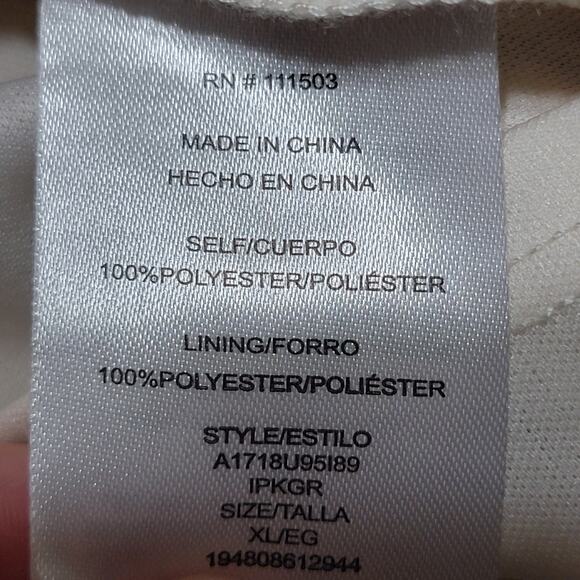 RN # 111503
MADE IN CHINA
HECHO EN CHINA
SELF/CUERPO
100%POLYESTER/POLIÉSTER
LINING/FORRO
100%POLYESTER/POLIÉSTER
STYLE/ESTILO
A1718U95I89
IPKGR
SIZE/TALLA
XL/EG
194808612944